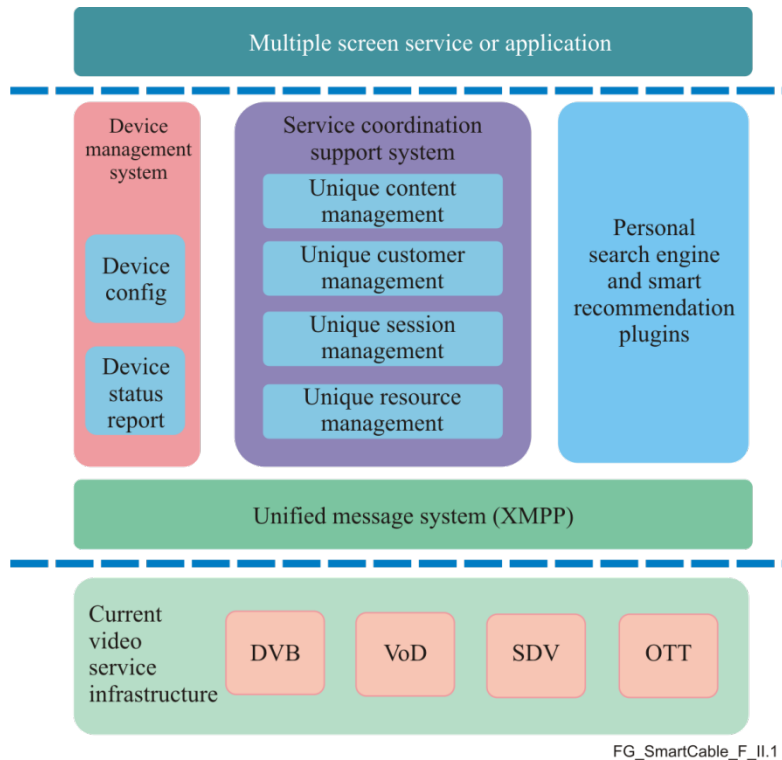 Multiple screen service or application
Device
management
system
Device
config
Device
status
report
Service coordination
support system
Unique content
management
Unique customer
management
Unique session
management
Unique resource
management
Personal
search engine
and smart
recommendation
plugins
Unified message system (XMPP)
Current
video
service
infrastructure
DVB
VoD
SDV
OTT
FG_SmartCable_F_II.1